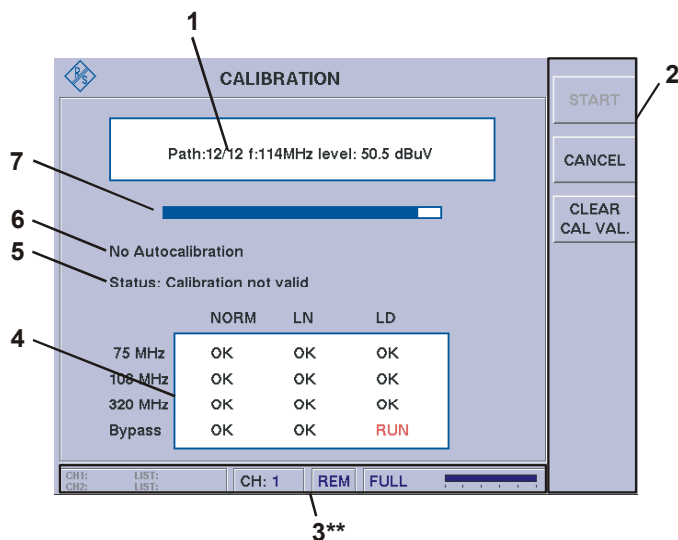 1
R/S CALIBRATION
2
START
Path:12/12 f:114MHz level: 50.5 dBuV
CANCEL
7
CLEAR
CAL VAL.
6
No Autocalibration
5
Status: Calibration not valid
NORM LN LD
4
75 MHz OK OK OK
108 MHz OK OK OK
320 MHz OK OK OK
Bypass OK OK RUN
CH1: LIST:
CH2: LIST:
CH: 1 REM FULL
3**